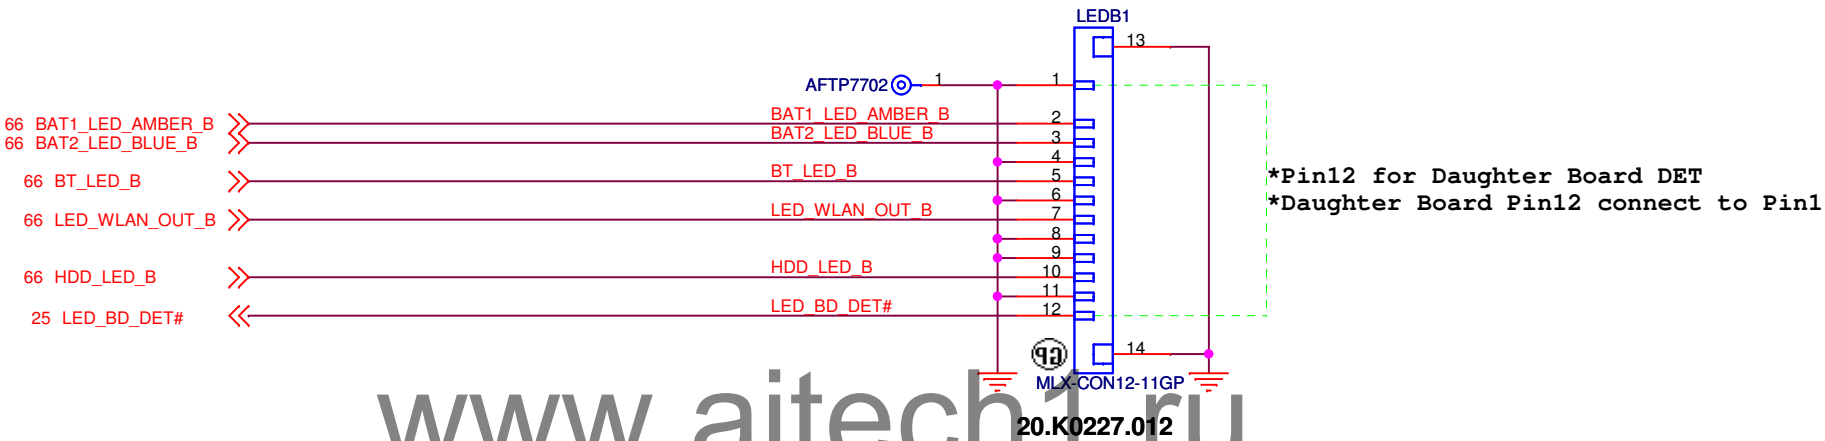 LEDB1
13
AFTP7702 1 1
66 BAT1_LED_AMBER_B BAT1_LED_AMBER_B 2
66 BAT2_LED_BLUE_B BAT2_LED_BLUE_B 3
4
66 BT_LED_B BT_LED_B 5
*Pin12 for Daughter Board DET
6
*Daughter Board Pin12 connect to Pin1
66 LED_WLAN_OUT_B LED_WLAN_OUT_B 7
8
9
66 HDD_LED_B HDD_LED_B 10
11
25 LED_BD_DET# LED_BD_DET# 12
GP 14
MLX-CON12-11GP
www.aitech1.ru
20.K0227.012